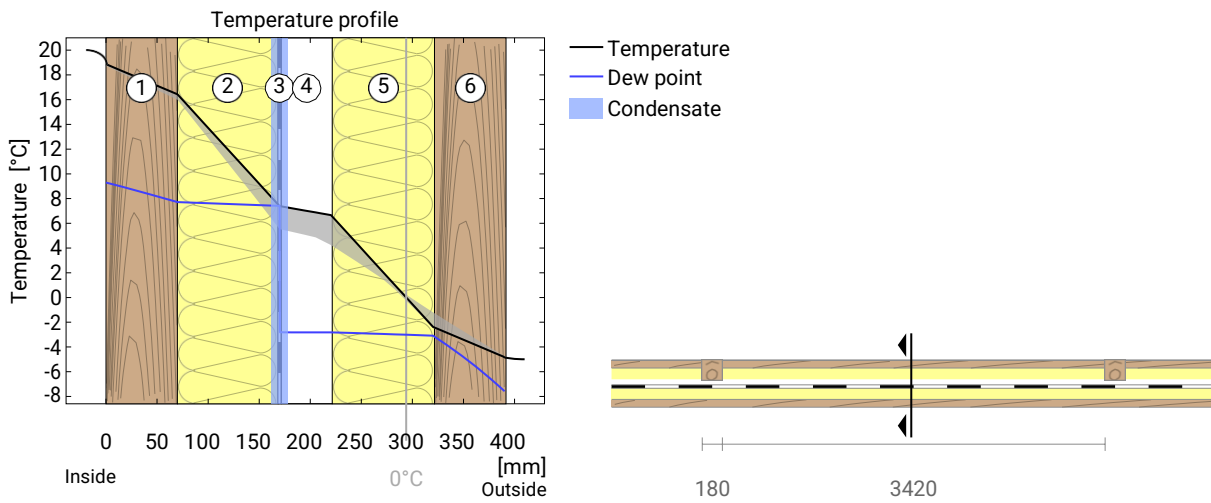 Temperature profile
Temperature [°C]
20
18
16
14
12
10
8
6
4
2
0
-2
-4
-6
-8
1 2 3 4 5 6
0 50 100 150 200 250 300 350 400
[mm]
Inside 0°C Outside
Temperature
Dew point
Condensate
180 3420